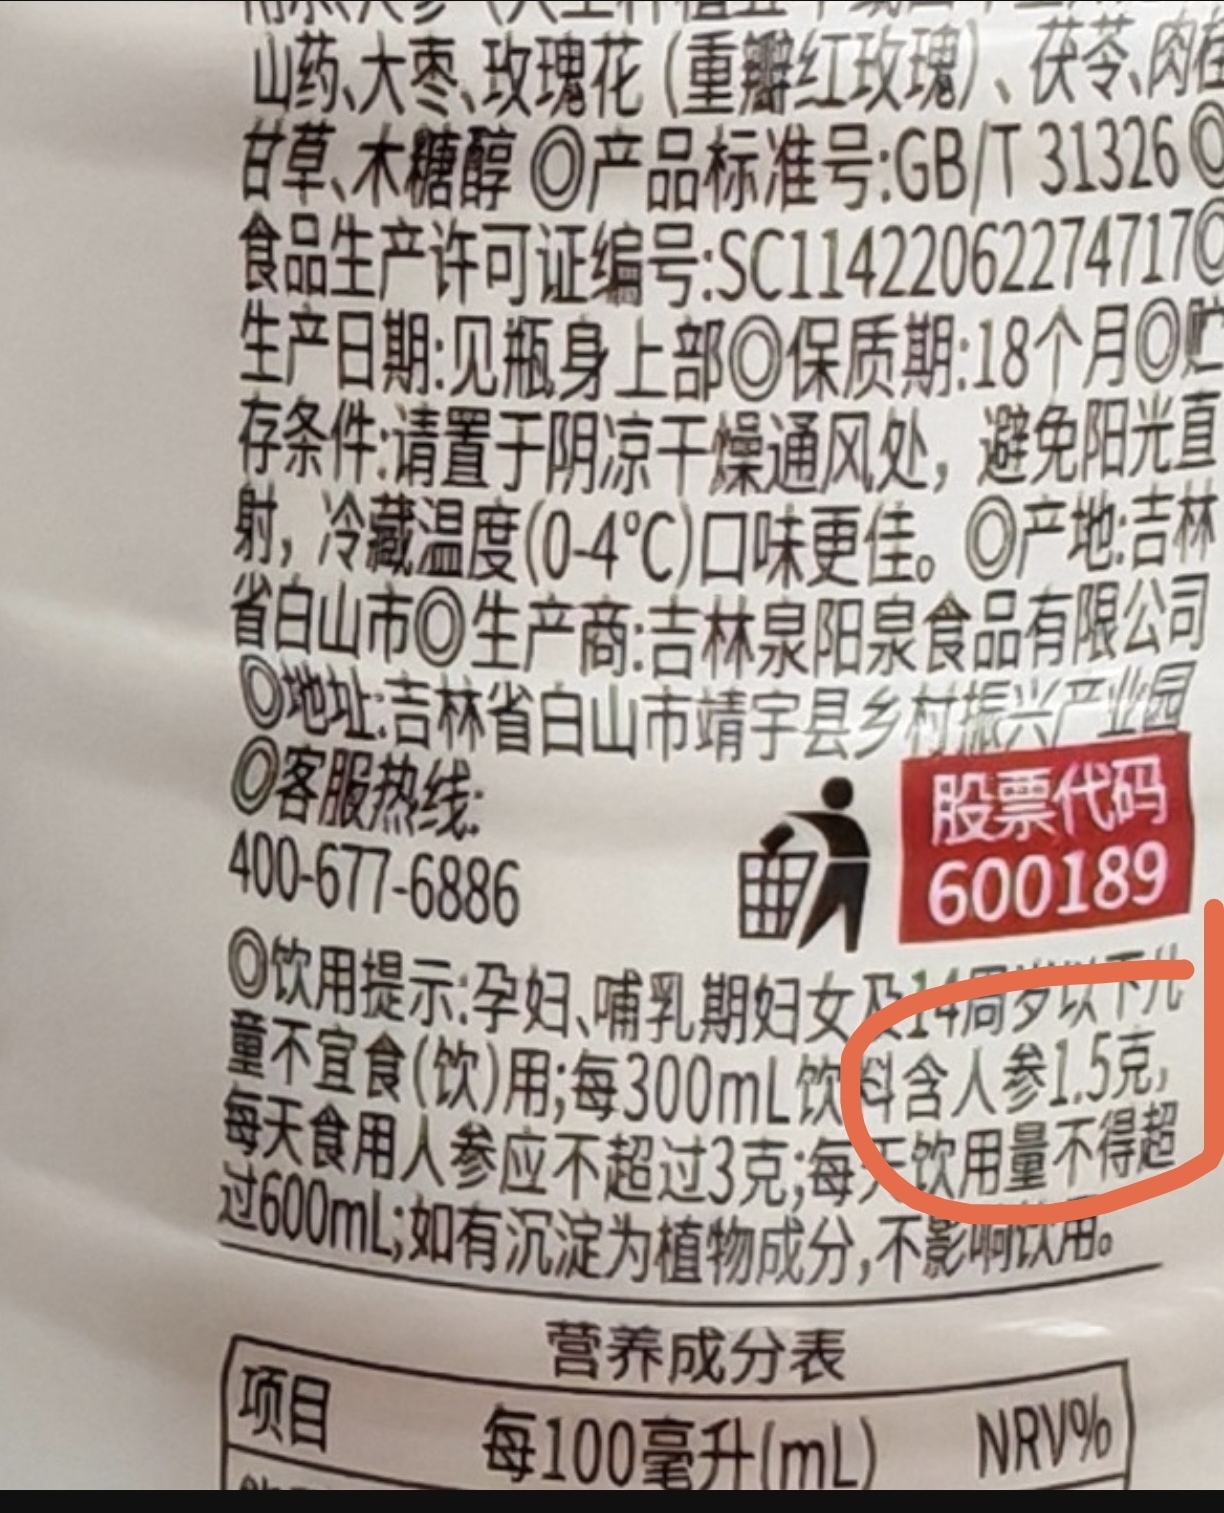 山药、大枣、玫瑰花（重瓣红玫瑰）、茯苓、肉桂
甘草、木糖醇◎产品标准号:GB/T 31326◎
食品生产许可证编号:SC11422062274717◎
生产日期:见瓶身上部◎保质期:18个月◎贮
存条件:请置于阴凉干燥通风处，避免阳光直
射，冷藏温度(0-4℃)口味更佳。◎产地:吉林
省白山市◎生产商:吉林泉阳泉食品有限公司
◎地址:吉林省白山市靖宇县乡村振兴产业园
◎客服热线:
400-677-6886
股票代码
600189
◎饮用提示:孕妇、哺乳期妇女及14周岁以下儿
童不宜食(饮)用;每300mL饮料含人参1.5克,
每天食用人参应不超过3克;每天饮用量不得超
过600mL;如有沉淀为植物成分,不影响饮用。
营养成分表
项目 每100毫升(mL) NRV%